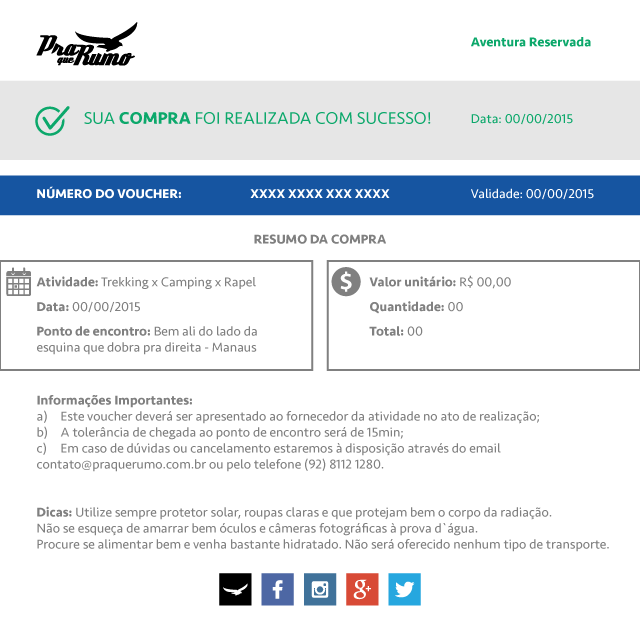 Pra que Rumo
Aventura Reservada
SUA COMPRA FOI REALIZADA COM SUCESSO!
Data: 00/00/2015
NÚMERO DO VOUCHER:
XXXX XXXX XXX XXXX
Validade: 00/00/2015
RESUMO DA COMPRA
Atividade: Trekking x Camping x Rapel
Data: 00/00/2015
Ponto de encontro: Bem ali do lado da
esquina que dobra pra direita - Manaus
$
Valor unitário: R$ 00,00
Quantidade: 00
Total: 00
Informações Importantes:
a) Este voucher deverá ser apresentado ao fornecedor da atividade no ato de realização;
b) A tolerância de chegada ao ponto de encontro será de 15min;
c) Em caso de dúvidas ou cancelamento estaremos à disposição através do email
contato@praquerumo.com.br ou pelo telefone (92) 8112 1280.
Dicas: Utilize sempre protetor solar, roupas claras e que protejam bem o corpo da radiação.
Não se esqueça de amarrar bem óculos e câmeras fotográficas à prova d`água.
Procure se alimentar bem e venha bastante hidratado. Não será oferecido nenhum tipo de transporte.
f
g+